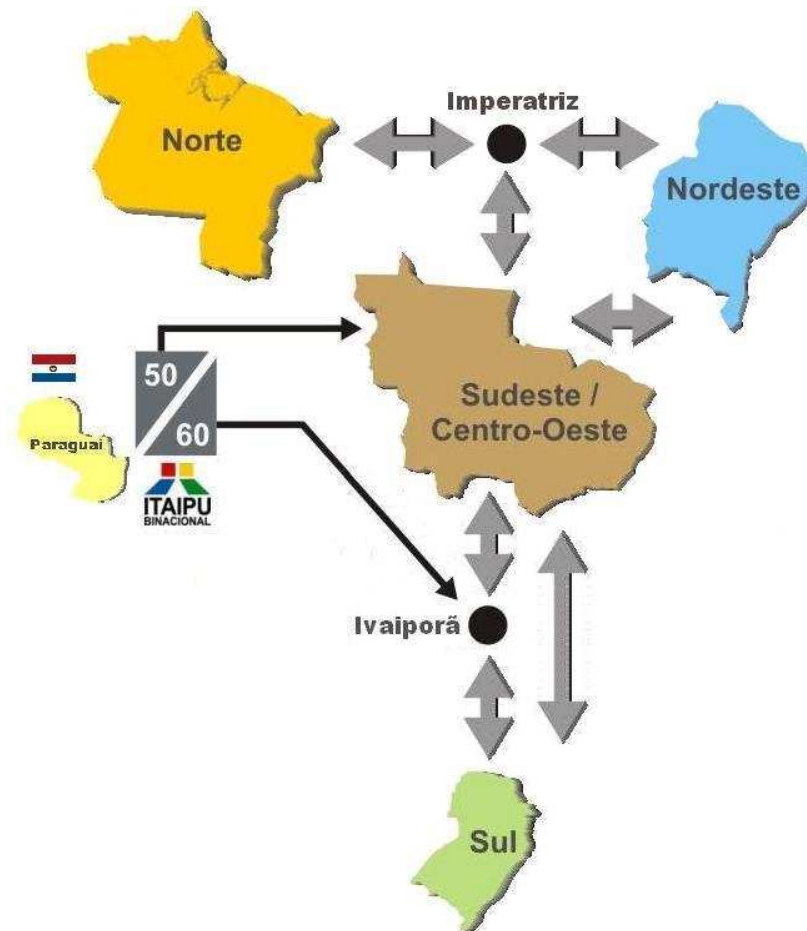 Imperatriz
Norte
Nordeste
50
60
Paraguai
ITAIPU
BINACIONAL
Sudeste /
Centro-Oeste
Ivaiporã
Sul